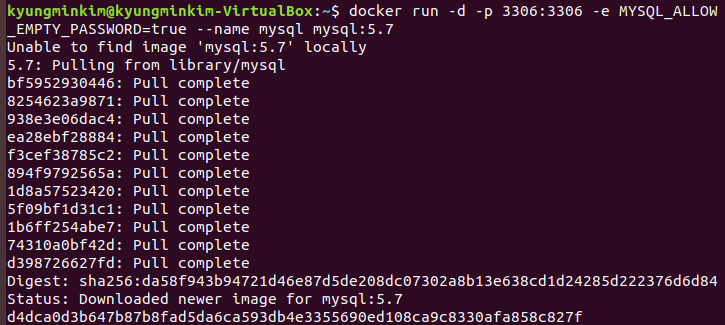 kyungminkim@kyungminkim-VirtualBox:~$ docker run -d -p 3306:3306 -e MYSQL_ALLOW
_EMPTY_PASSWORD=true --name mysql mysql:5.7
Unable to find image 'mysql:5.7' locally
5.7: Pulling from library/mysql
bf5952930446: Pull complete
8254623a9871: Pull complete
938e3e06dac4: Pull complete
ea28ebf28884: Pull complete
f3cef38785c2: Pull complete
894f9792565a: Pull complete
1d8a57523420: Pull complete
5f09bf1d31c1: Pull complete
1b6ff254abe7: Pull complete
74310a0bf42d: Pull complete
d398726627fd: Pull complete
Digest: sha256:da58f943b94721d46e87d5de208dc07302a8b13e638cd1d24285d222376d6d84
Status: Downloaded newer image for mysql:5.7
d4dca0d3b647b87b8fad5da6ca593db4e3355690ed108ca9c8330afa858c827f